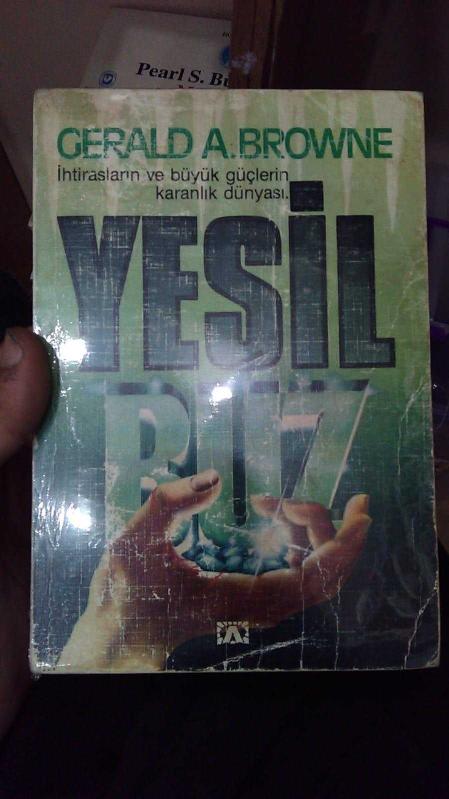 Pearl S. Bu
GERALD A. BROWNE
İhtirasların ve büyük güçlerin
karanlık dünyası.
YEŞİL
BUZ
A